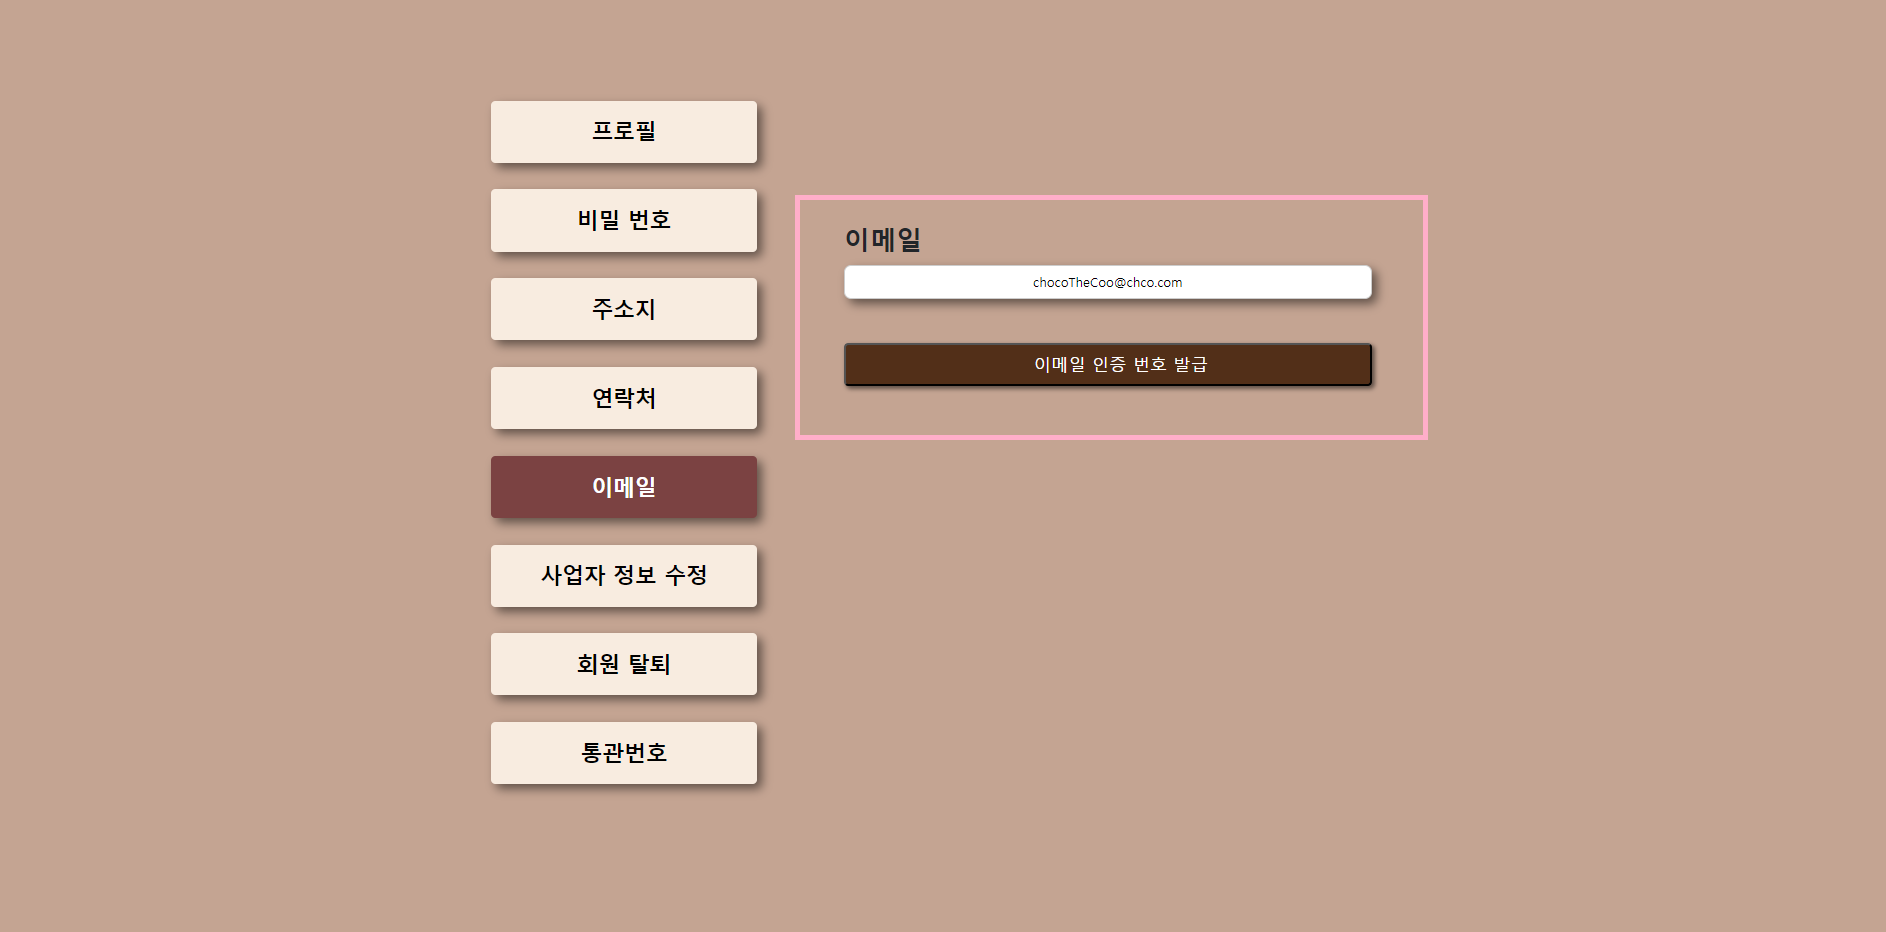 프로필
비밀 번호
주소지
연락처
이메일
사업자 정보 수정
회원 탈퇴
통관번호
이메일
chocoTheCoo@chco.com
이메일 인증 번호 발급